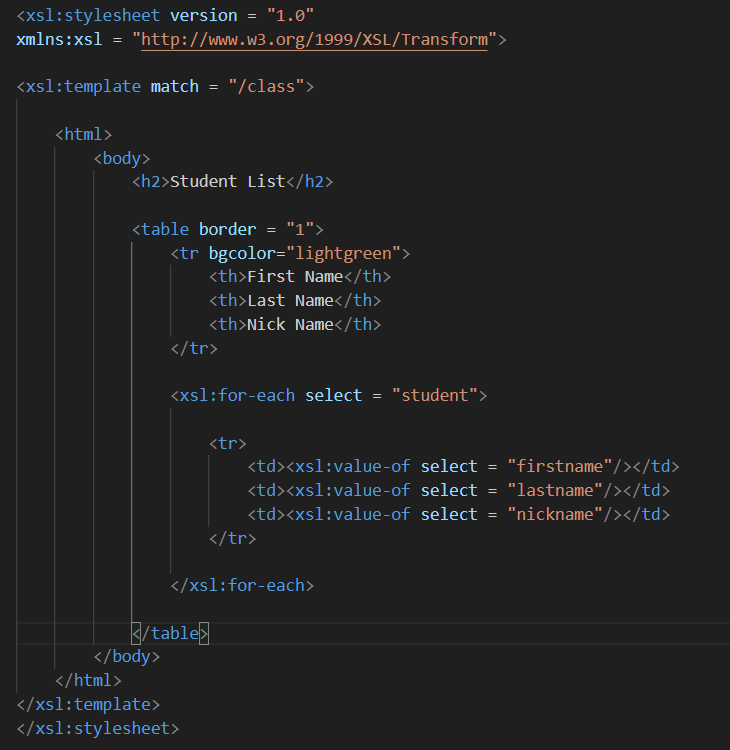 <xsl:stylesheet version = "1.0"
xmlns:xsl = "http://www.w3.org/1999/XSL/Transform">
<xsl:template match = "/class">
<html>
<body>
<h2>Student List</h2>
<table border = "1">
<tr bgcolor="lightgreen">
<th>First Name</th>
<th>Last Name</th>
<th>Nick Name</th>
</tr>
<xsl:for-each select = "student">
<tr>
<td><xsl:value-of select = "firstname"/></td>
<td><xsl:value-of select = "lastname"/></td>
<td><xsl:value-of select = "nickname"/></td>
</tr>
</xsl:for-each>
</table>
</body>
</html>
</xsl:template>
</xsl:stylesheet>